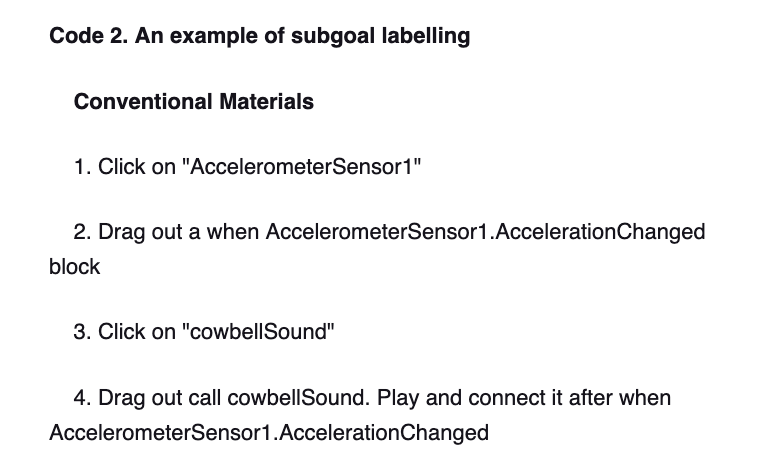 Code 2. An example of subgoal labelling
Conventional Materials
1. Click on "AccelerometerSensor1"
2. Drag out a when AccelerometerSensor1.AccelerationChanged
block
3. Click on "cowbellSound"
4. Drag out call cowbellSound. Play and connect it after when
AccelerometerSensor1.AccelerationChanged